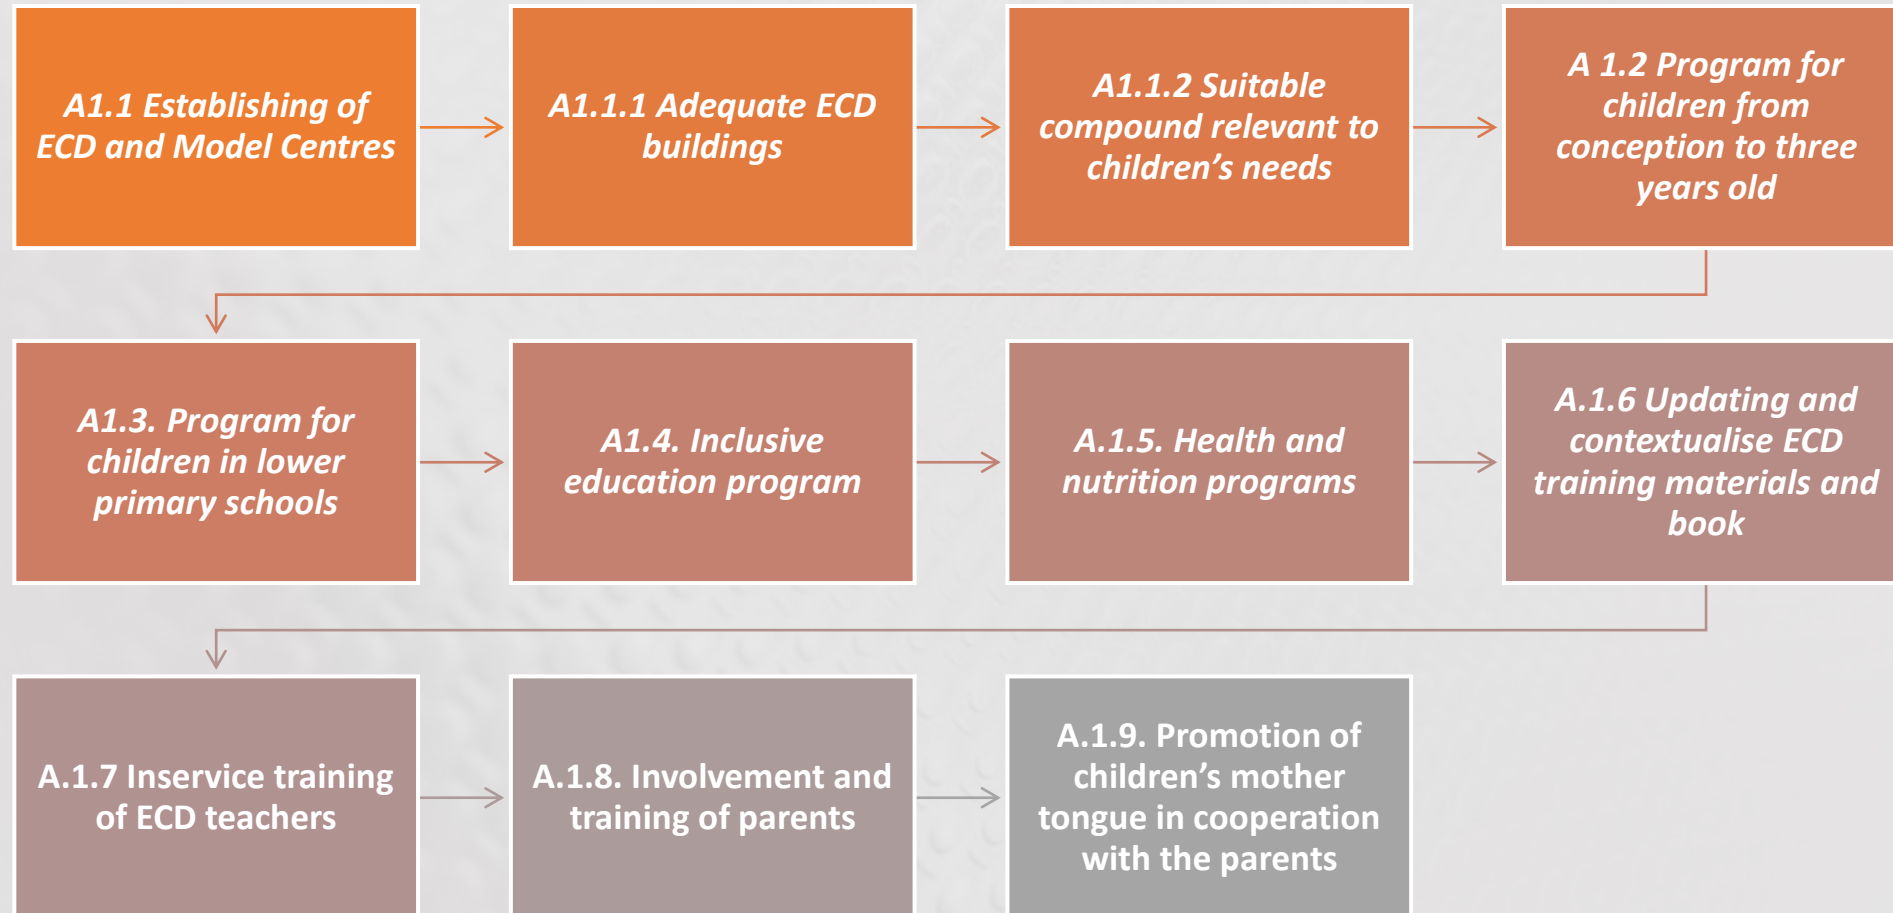 A1.1 Establishing of
ECD and Model Centres
A1.1.1 Adequate ECD
buildings
A1.1.2 Suitable
compound relevant to
children’s needs
A 1.2 Program for
children from
conception to three
years old
A1.3. Program for
children in lower
primary schools
A1.4. Inclusive
education program
A.1.5. Health and
nutrition programs
A.1.6 Updating and
contextualise ECD
training materials and
book
A.1.7 Inservice training
of ECD teachers
A.1.8. Involvement and
training of parents
A.1.9. Promotion of
children’s mother
tongue in cooperation
with the parents